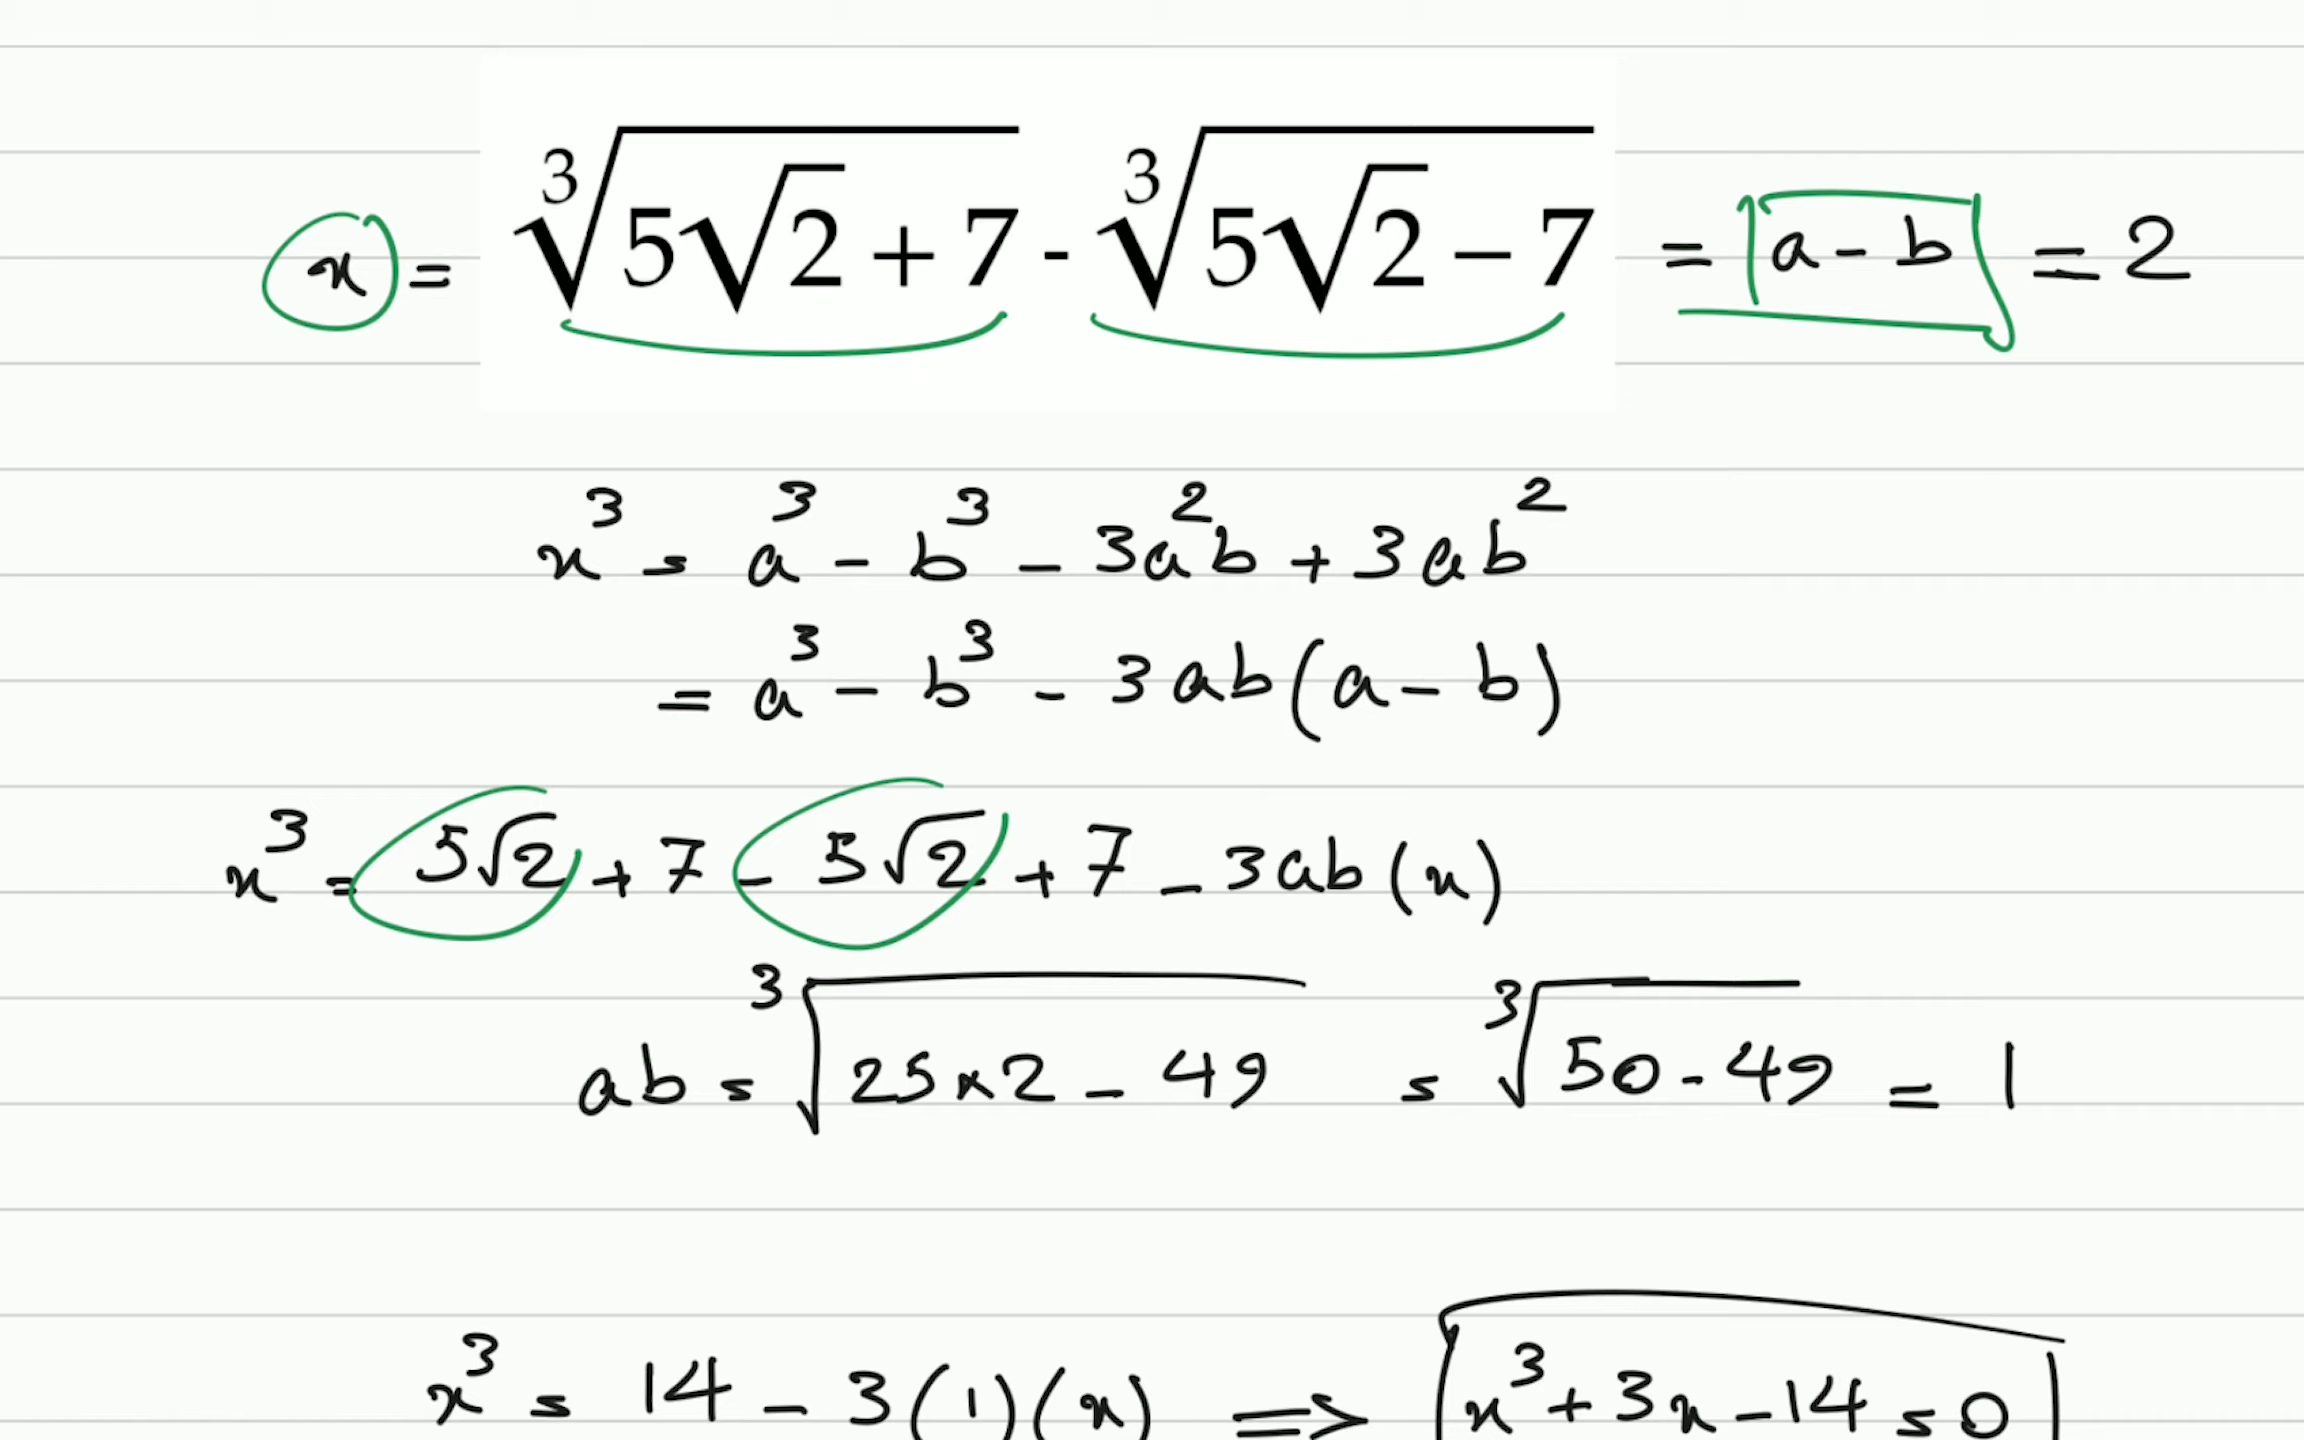 x = ∛(5√2 + 7) - ∛(5√2 − 7) = a - b = 2
x³ = a³ - b³ - 3a²b + 3ab²
= a³ - b³ - 3ab(a - b)
x³ = 5√2 + 7 - 5√2 + 7 - 3ab(x)
ab = ∛(25×2 - 49) = ∛(50 - 49) = 1
x³ = 14 - 3(1)(x) ⟹ x³ + 3x - 14 = 0